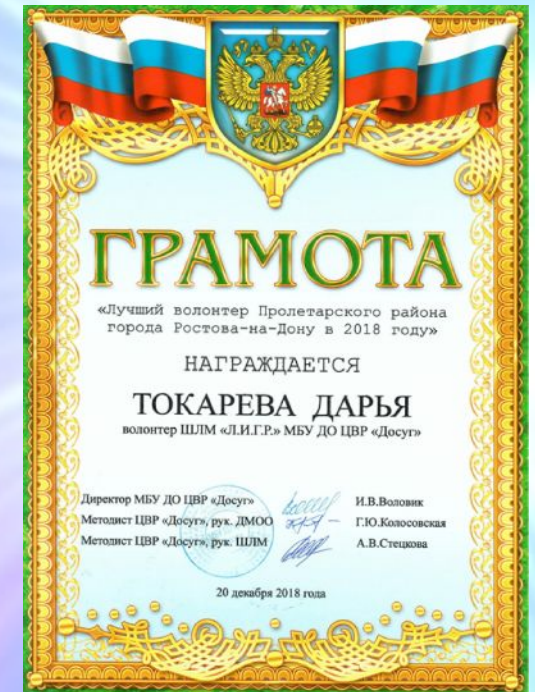 ГРАМОТА
«Лучший волонтер Пролетарского района
города Ростова-на-Дону в 2018 году»
НАГРАЖДАЕТСЯ
ТОКАРЕВА ДАРЬЯ
волонтер ШЛМ «Л.И.Г.Р.» МБУ ДО ЦВР «Досуг»
Директор МБУ ДО ЦВР «Досуг» И.В.Воловик
Методист ЦВР «Досуг», рук. ДМОО Г.Ю.Колосовская
Методист ЦВР «Досуг», рук. ШЛМ А.В.Стецкова
20 декабря 2018 года